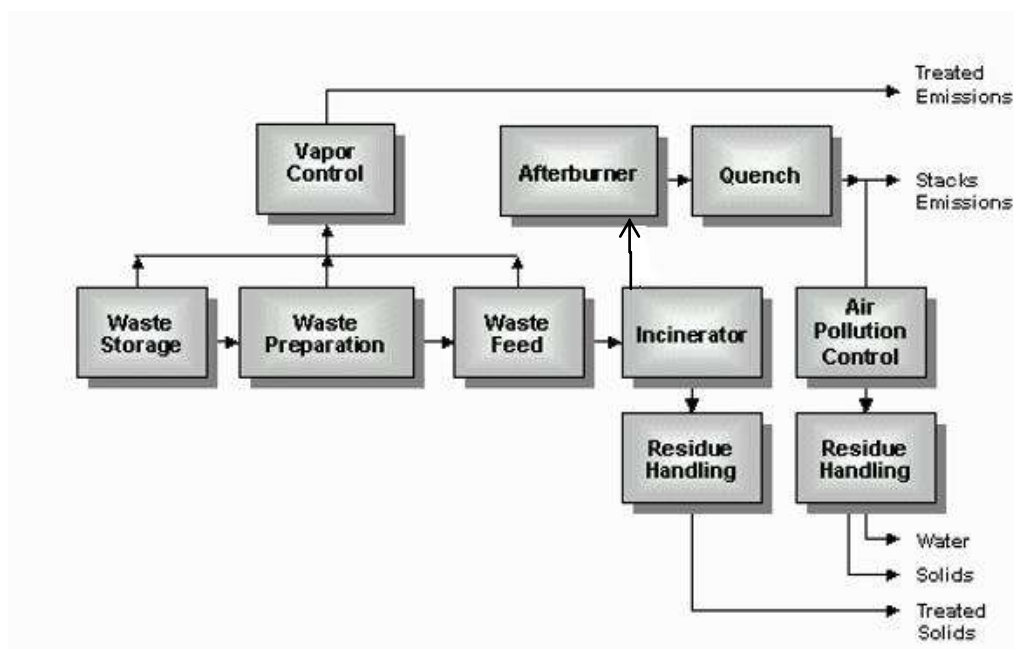 Treated
Emissions
Vapor
Control
Afterburner
Quench
Stacks
Emissions
Waste
Storage
Waste
Preparation
Waste
Feed
Incinerator
Air
Pollution
Control
Residue
Handling
Residue
Handling
Water
Solids
Treated
Solids